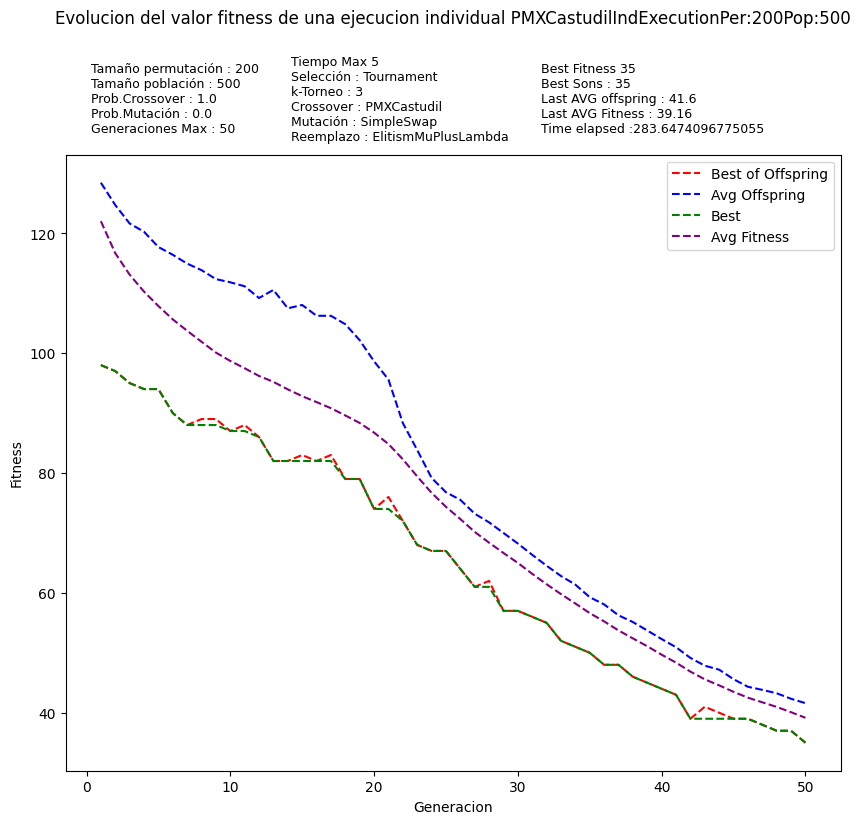 Evolucion del valor fitness de una ejecucion individual PMXCastudilIndExecutionPer:200Pop:500
Tamaño permutación : 200
Tamaño población : 500
Prob.Crossover : 1.0
Prob.Mutación : 0.0
Generaciones Max : 50
Tiempo Max 5
Selección : Tournament
k-Torneo : 3
Crossover : PMXCastudil
Mutación : SimpleSwap
Reemplazo : ElitismMuPlusLambda
Best Fitness 35
Best Sons : 35
Last AVG offspring : 41.6
Last AVG Fitness : 39.16
Time elapsed :283.6474096775055
Best of Offspring
Avg Offspring
Best
Avg Fitness
Fitness
120
100
80
60
40
0
10
20
30
40
50
Generacion